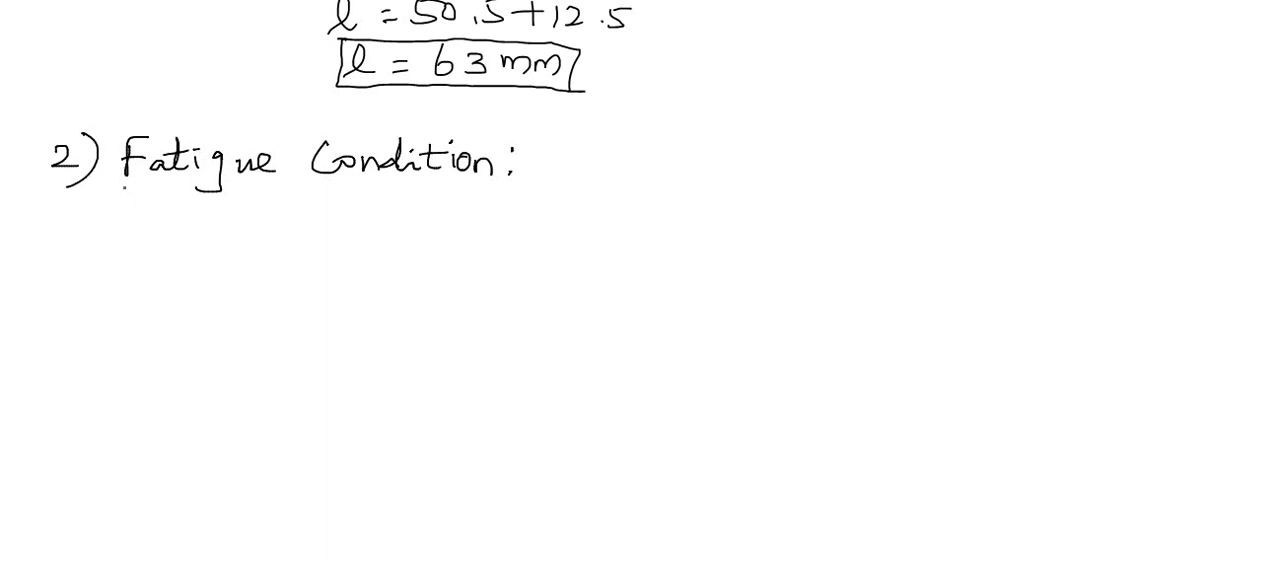 l = 50.5+12.5
l = 63 mm
2) Fatigue Condition: